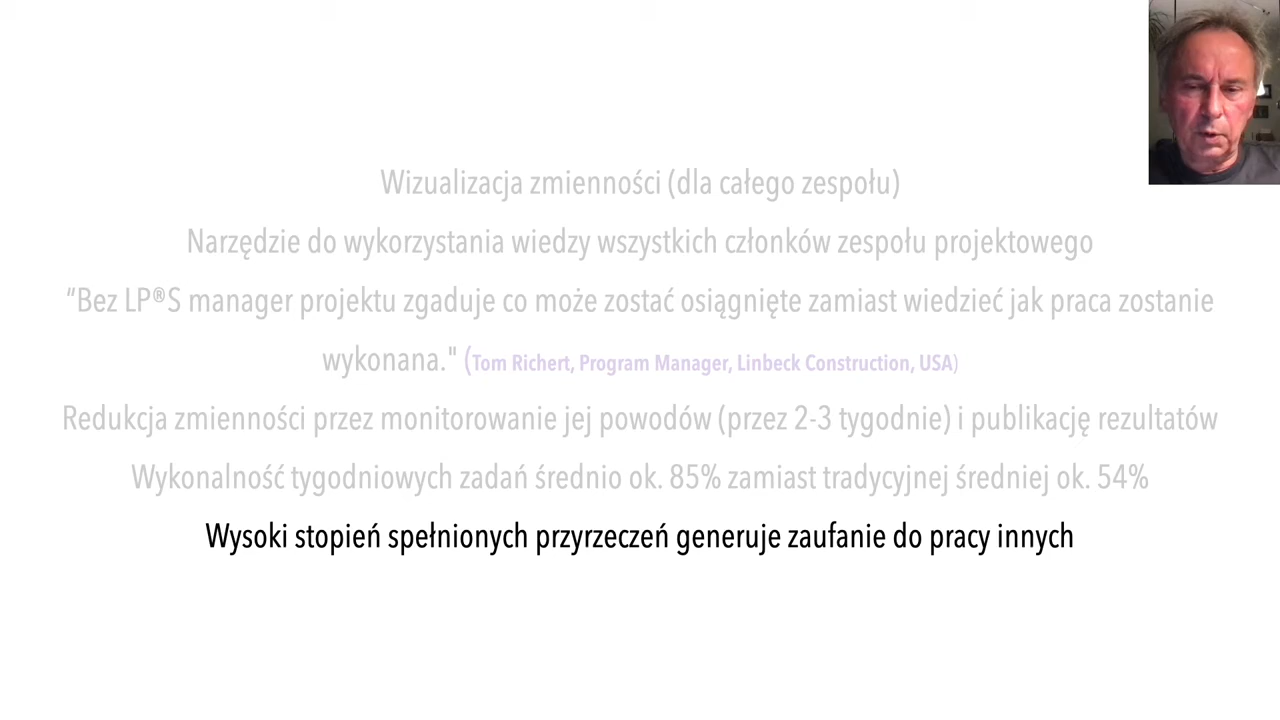 Wizualizacja zmienności (dla całego zespołu)
Narzędzie do wykorzystania wiedzy wszystkich członków zespołu projektowego
"Bez LP®S manager projektu zgaduje co może zostać osiągnięte zamiast wiedzieć jak praca zostanie
wykonana." (Tom Richert, Program Manager, Linbeck Construction, USA)
Redukcja zmienności przez monitorowanie jej powodów (przez 2-3 tygodnie) i publikację rezultatów
Wykonalność tygodniowych zadań średnio ok. 85% zamiast tradycyjnej średniej ok. 54%
Wysoki stopień spełnionych przyrzeczeń generuje zaufanie do pracy innych